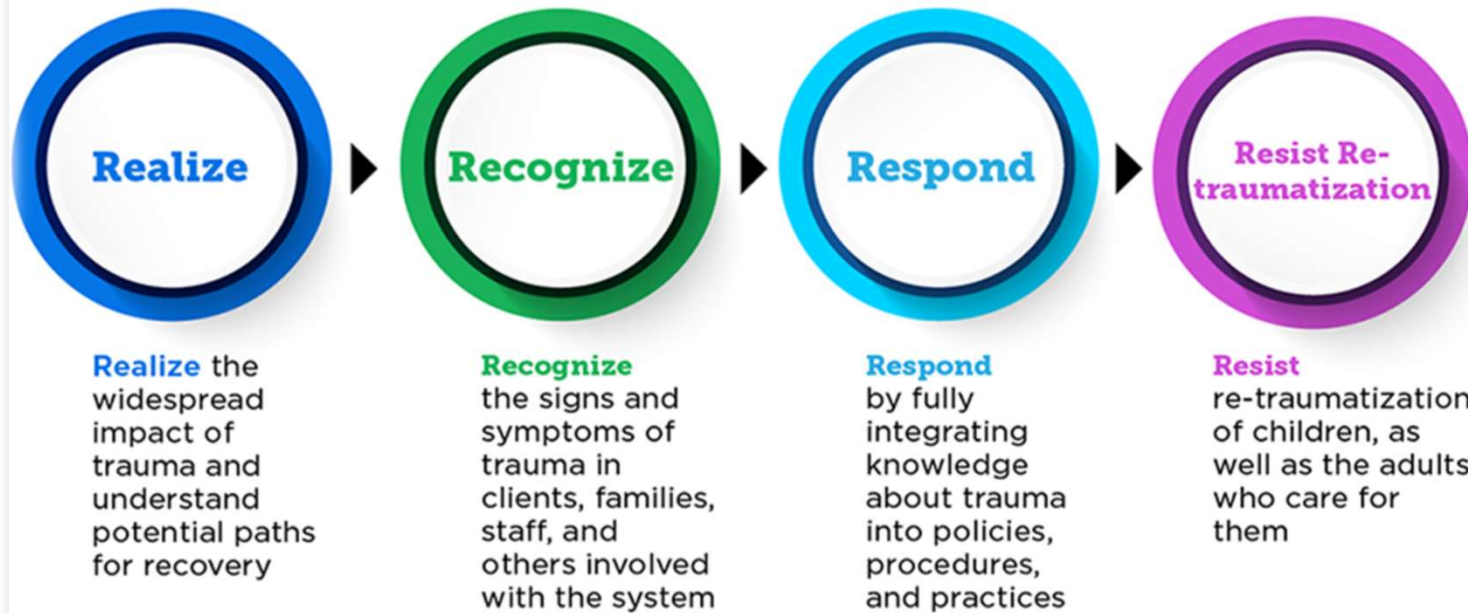 Realize
Recognize
Respond
Resist Re-
traumatization
Realize the
widespread
impact of
trauma and
understand
potential paths
for recovery
Recognize
the signs and
symptoms of
trauma in
clients, families,
staff, and
others involved
with the system
Respond
by fully
integrating
knowledge
about trauma
into policies,
procedures,
and practices
Resist
re-traumatization
of children, as
well as the adults
who care for
them